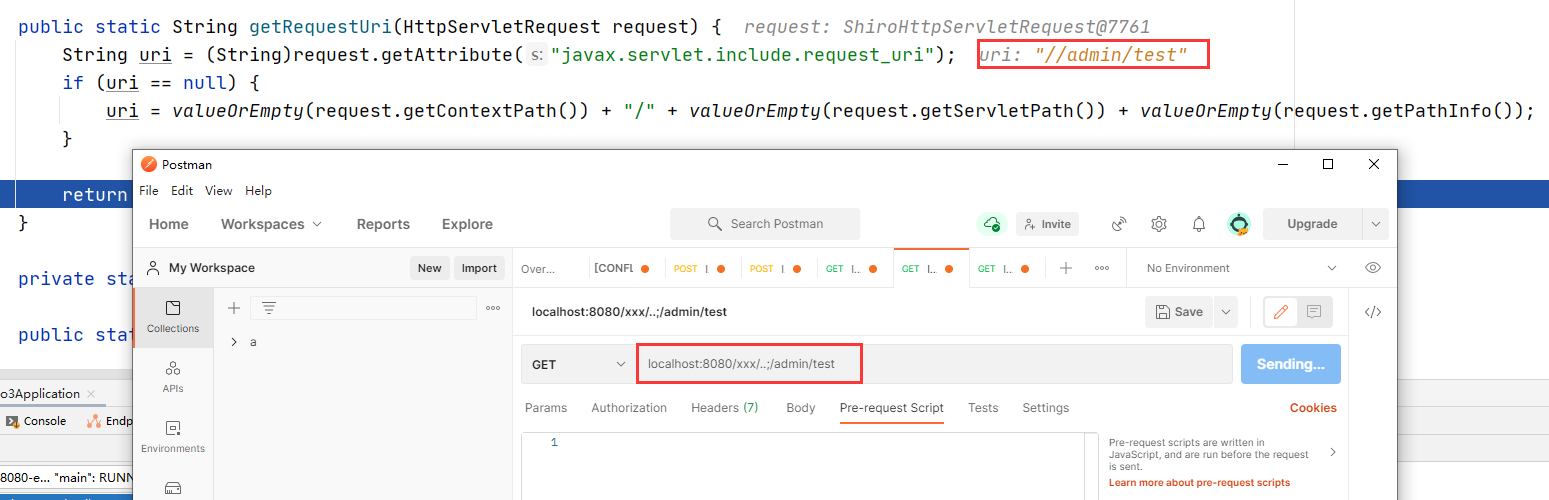 public static String getRequestUri(HttpServletRequest request) {  request: ShiroHttpServletRequest@7761
String uri = (String)request.getAttribute( s: "javax.servlet.include.request_uri");  uri: "//admin/test"
if (uri == null) {
uri = valueOrEmpty(request.getContextPath()) + "/" + valueOrEmpty(request.getServletPath()) + valueOrEmpty(request.getPathInfo());
}
return
}
private sta
public stat
o3Application
Console
Endp
8080-e... "main": RUNN
Postman
File Edit View Help
Home Workspaces Reports Explore Search Postman Invite Upgrade
My Workspace New Import
Over... [CONFL POST I POST I GET I... GET I... GET I... No Environment
Collections
APIs
Environments
a
localhost:8080/xxx/..;/admin/test Save
GET localhost:8080/xxx/..;/admin/test Sending...
Params Authorization Headers (7) Body Pre-request Script Tests Settings Cookies
1
Pre-request scripts are written in
JavaScript, and are run before the request
is sent.
Learn more about pre-request scripts